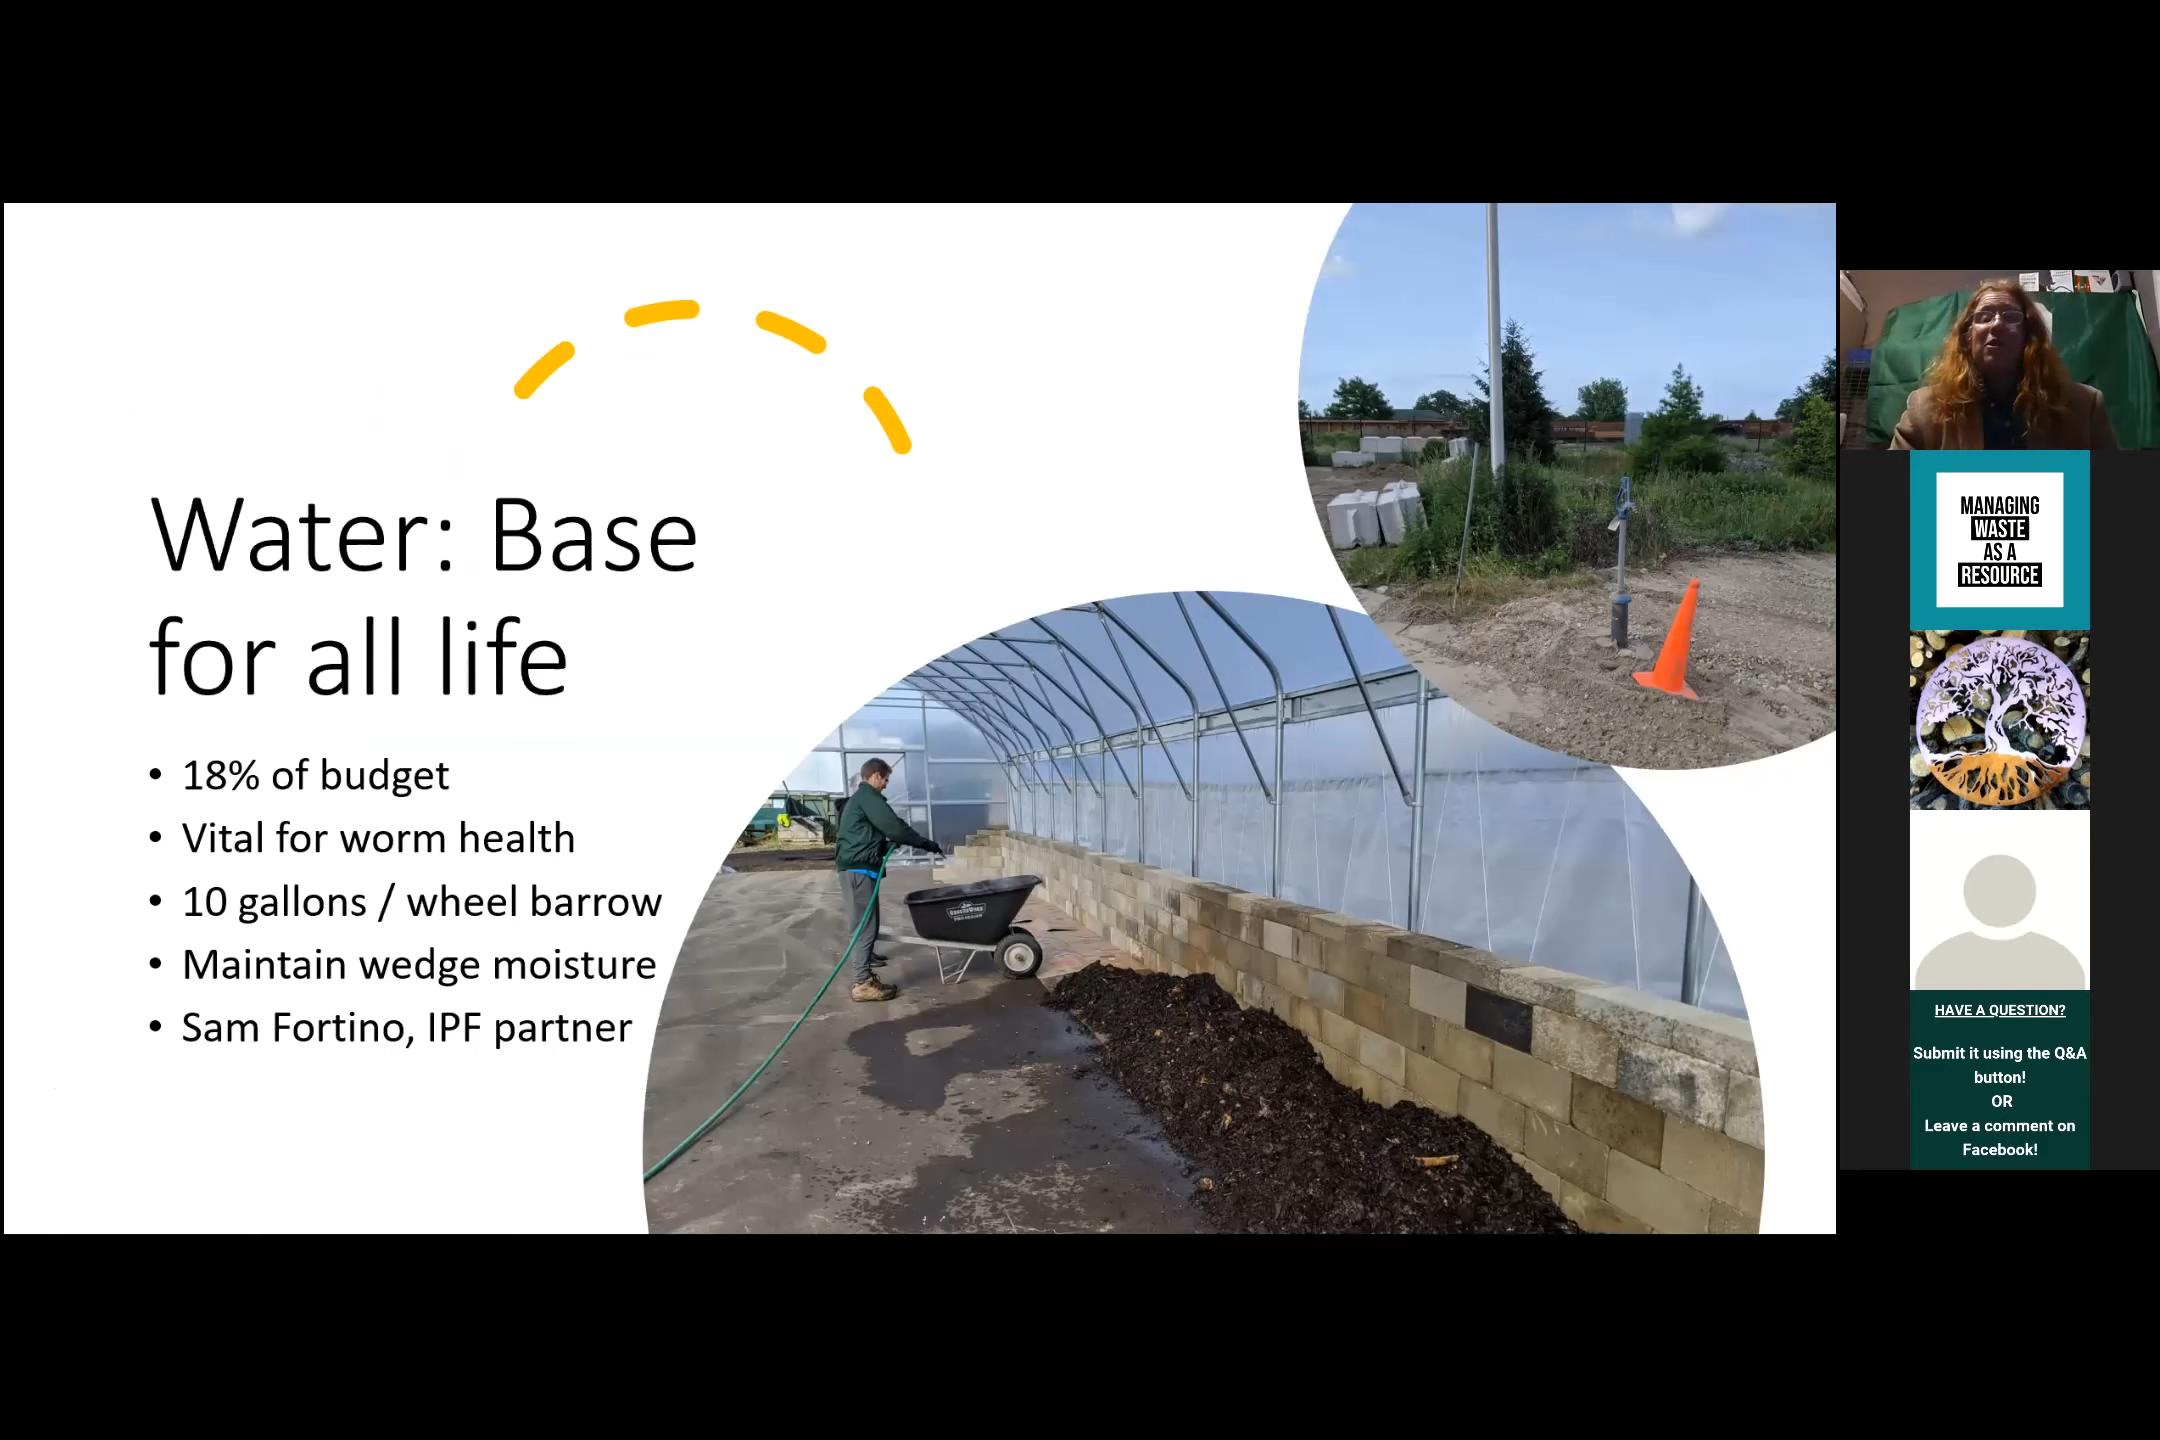 Water: Base
for all life
• 18% of budget
• Vital for worm health
• 10 gallons / wheel barrow
• Maintain wedge moisture
• Sam Fortino, IPF partner
MANAGING
WASTE
AS A
RESOURCE
HAVE A QUESTION?
Submit it using the Q&A
button!
OR
Leave a comment on
Facebook!